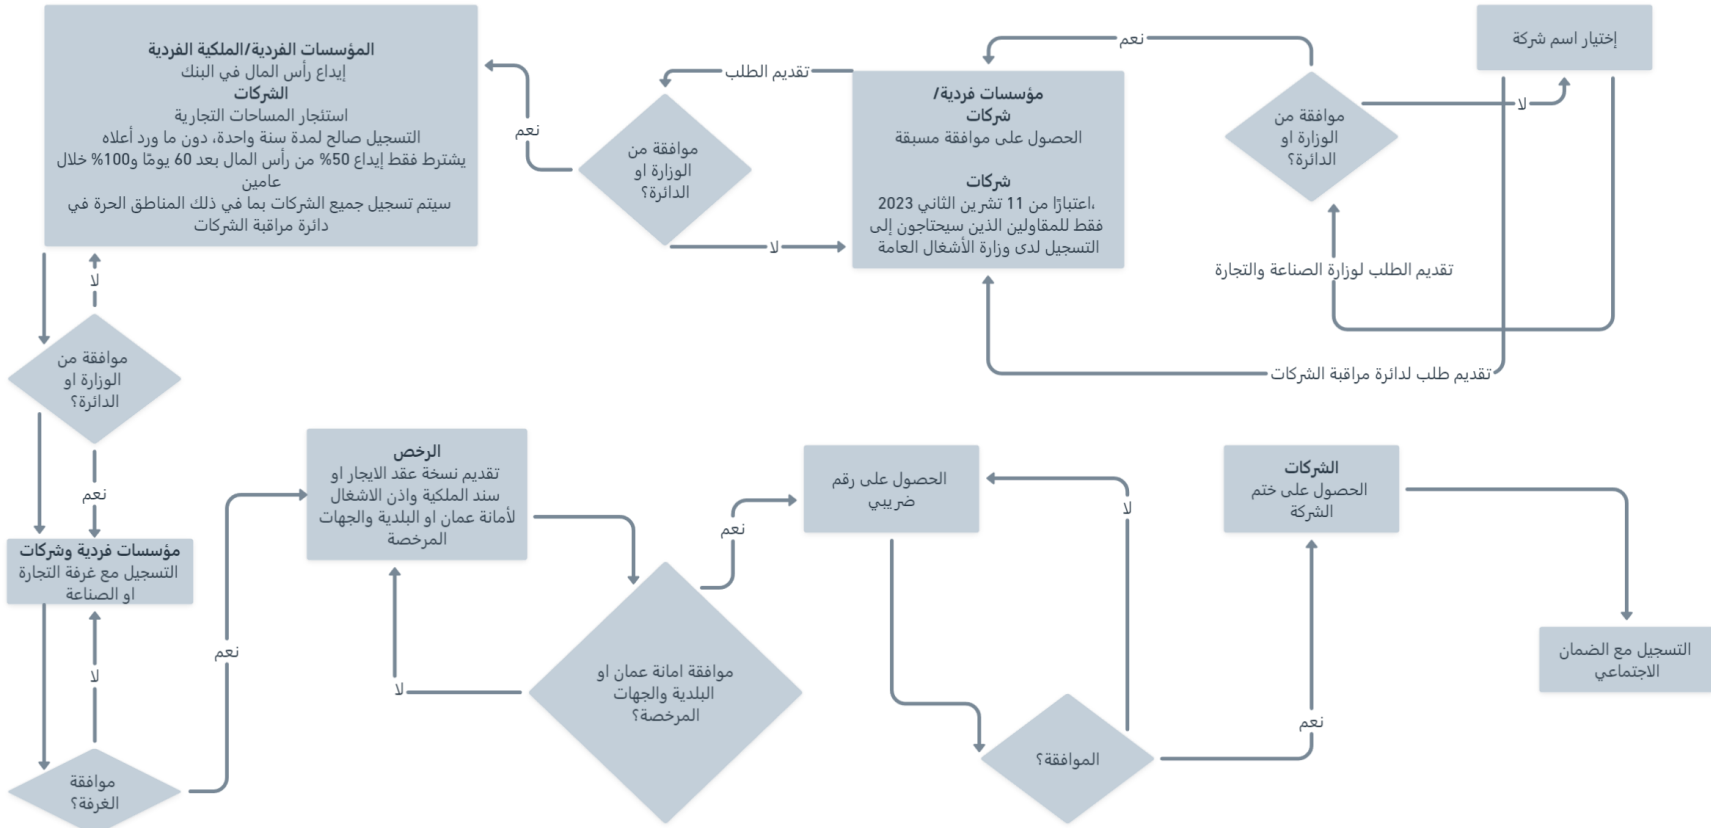 إختيار اسم شركة
لا
موافقة من
الوزارة او
الدائرة؟
تقديم الطلب لوزارة الصناعة والتجارة
تقديم طلب لدائرة مراقبة الشركات
نعم
مؤسسات فردية/
شركات
الحصول على موافقة مسبقة
شركات
،اعتبارًا من 11 تشرين الثاني 2023
فقط للمقاولين الذين سيحتاجون إلى
التسجيل لدى وزارة الأشغال العامة
تقديم الطلب
موافقة من
الوزارة او
الدائرة؟
لا
نعم
المؤسسات الفردية/الملكية الفردية
إيداع رأس المال في البنك
الشركات
استئجار المساحات التجارية
التسجيل صالح لمدة سنة واحدة، دون ما ورد أعلاه
يشترط فقط إيداع 50% من رأس المال بعد 60 يومًا و100% خلال
عامين
سيتم تسجيل جميع الشركات بما في ذلك المناطق الحرة في
دائرة مراقبة الشركات
لا
موافقة من
الوزارة او
الدائرة؟
نعم
مؤسسات فردية وشركات
التسجيل مع غرفة التجارة
او الصناعة
لا
موافقة
الغرفة؟
نعم
الرخص
تقديم نسخة عقد الايجار او
سند الملكية واذن الاشغال
لأمانة عمان او البلدية والجهات
المرخصة
لا
موافقة امانة عمان او
البلدية والجهات
المرخصة؟
نعم
الحصول على رقم
ضريبي
لا
الموافقة؟
نعم
الشركات
الحصول على ختم
الشركة
التسجيل مع الضمان
الاجتماعي